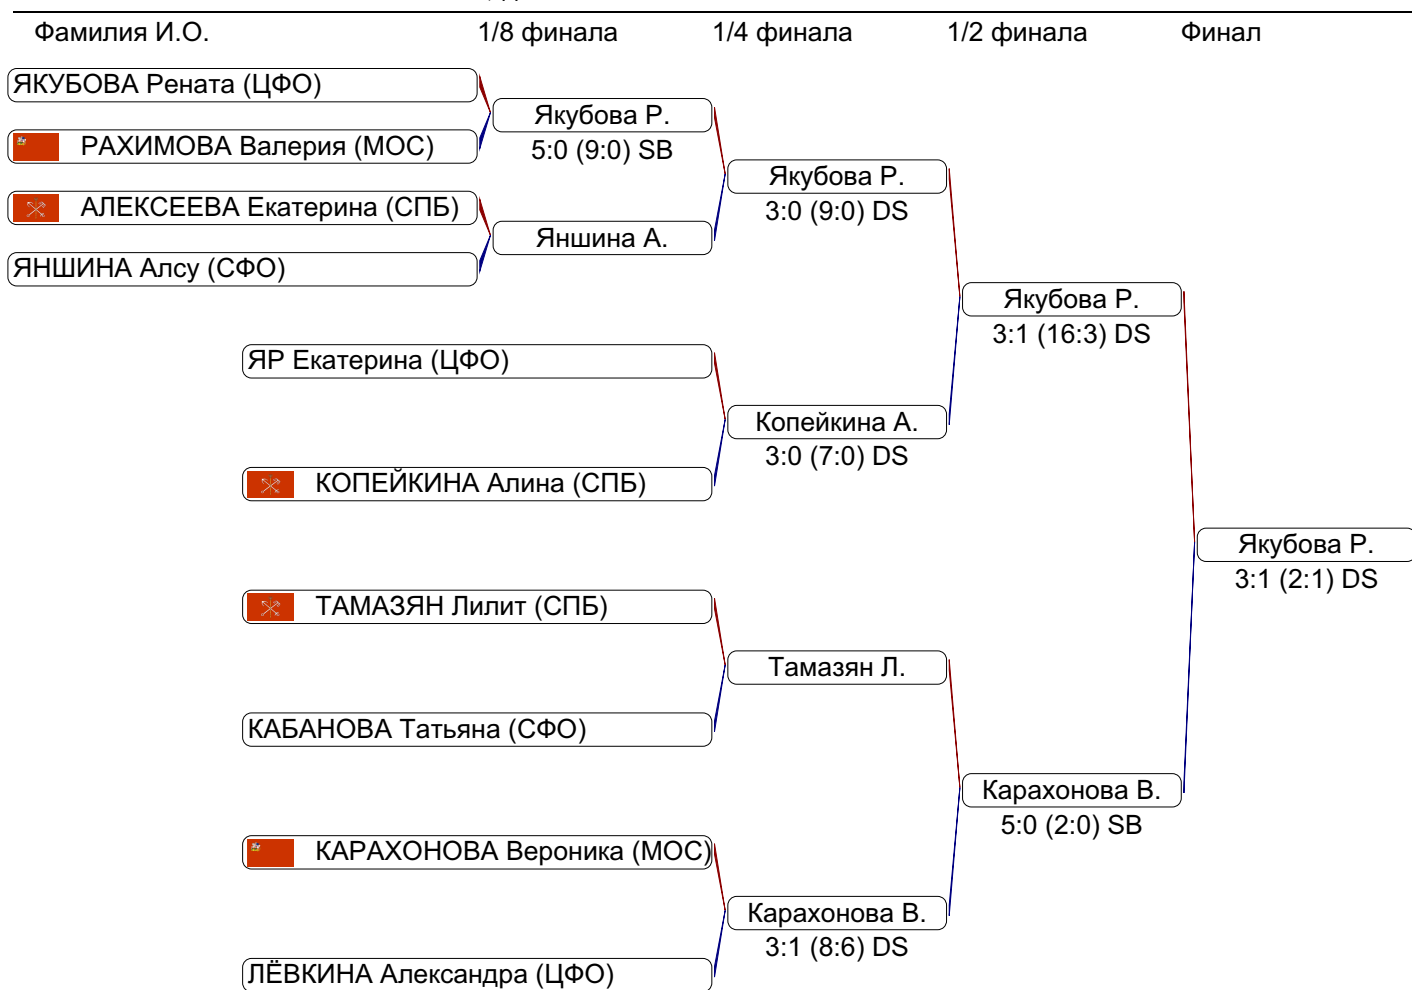 Фамилия И.О. 1/8 финала 1/4 финала 1/2 финала Финал
ЯКУБОВА Рената (ЦФО)
Якубова Р.
РАХИМОВА Валерия (МОС)
5:0 (9:0) SB
Якубова Р.
АЛЕКСЕЕВА Екатерина (СПБ)
3:0 (9:0) DS
Яншина А.
ЯНШИНА Алсу (СФО)
Якубова Р.
3:1 (16:3) DS
ЯР Екатерина (ЦФО)
Копейкина А.
3:0 (7:0) DS
КОПЕЙКИНА Алина (СПБ)
Якубова Р.
3:1 (2:1) DS
ТАМАЗЯН Лилит (СПБ)
Тамазян Л.
КАБАНОВА Татьяна (СФО)
Карахонова В.
5:0 (2:0) SB
КАРАХОНОВА Вероника (МОС)
Карахонова В.
3:1 (8:6) DS
ЛЁВКИНА Александра (ЦФО)